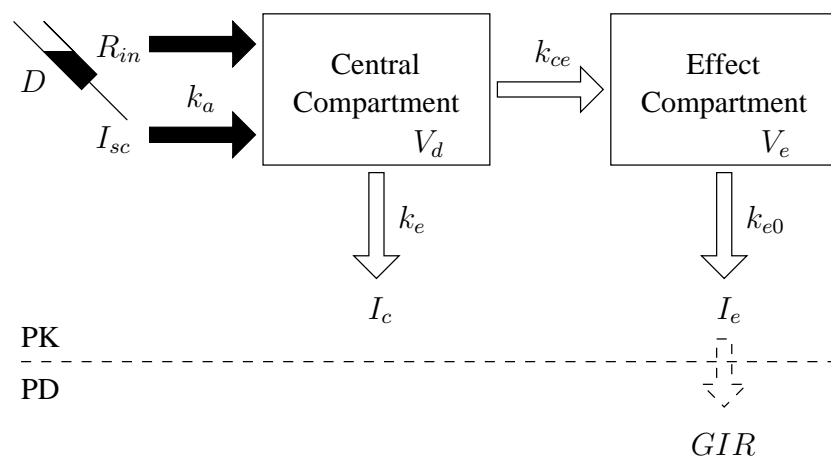 R_in
D
k_a
I_sc
Central
Compartment
V_d
k_ce
Effect
Compartment
V_e
k_e
k_e0
I_c
I_e
PK
PD
GIR